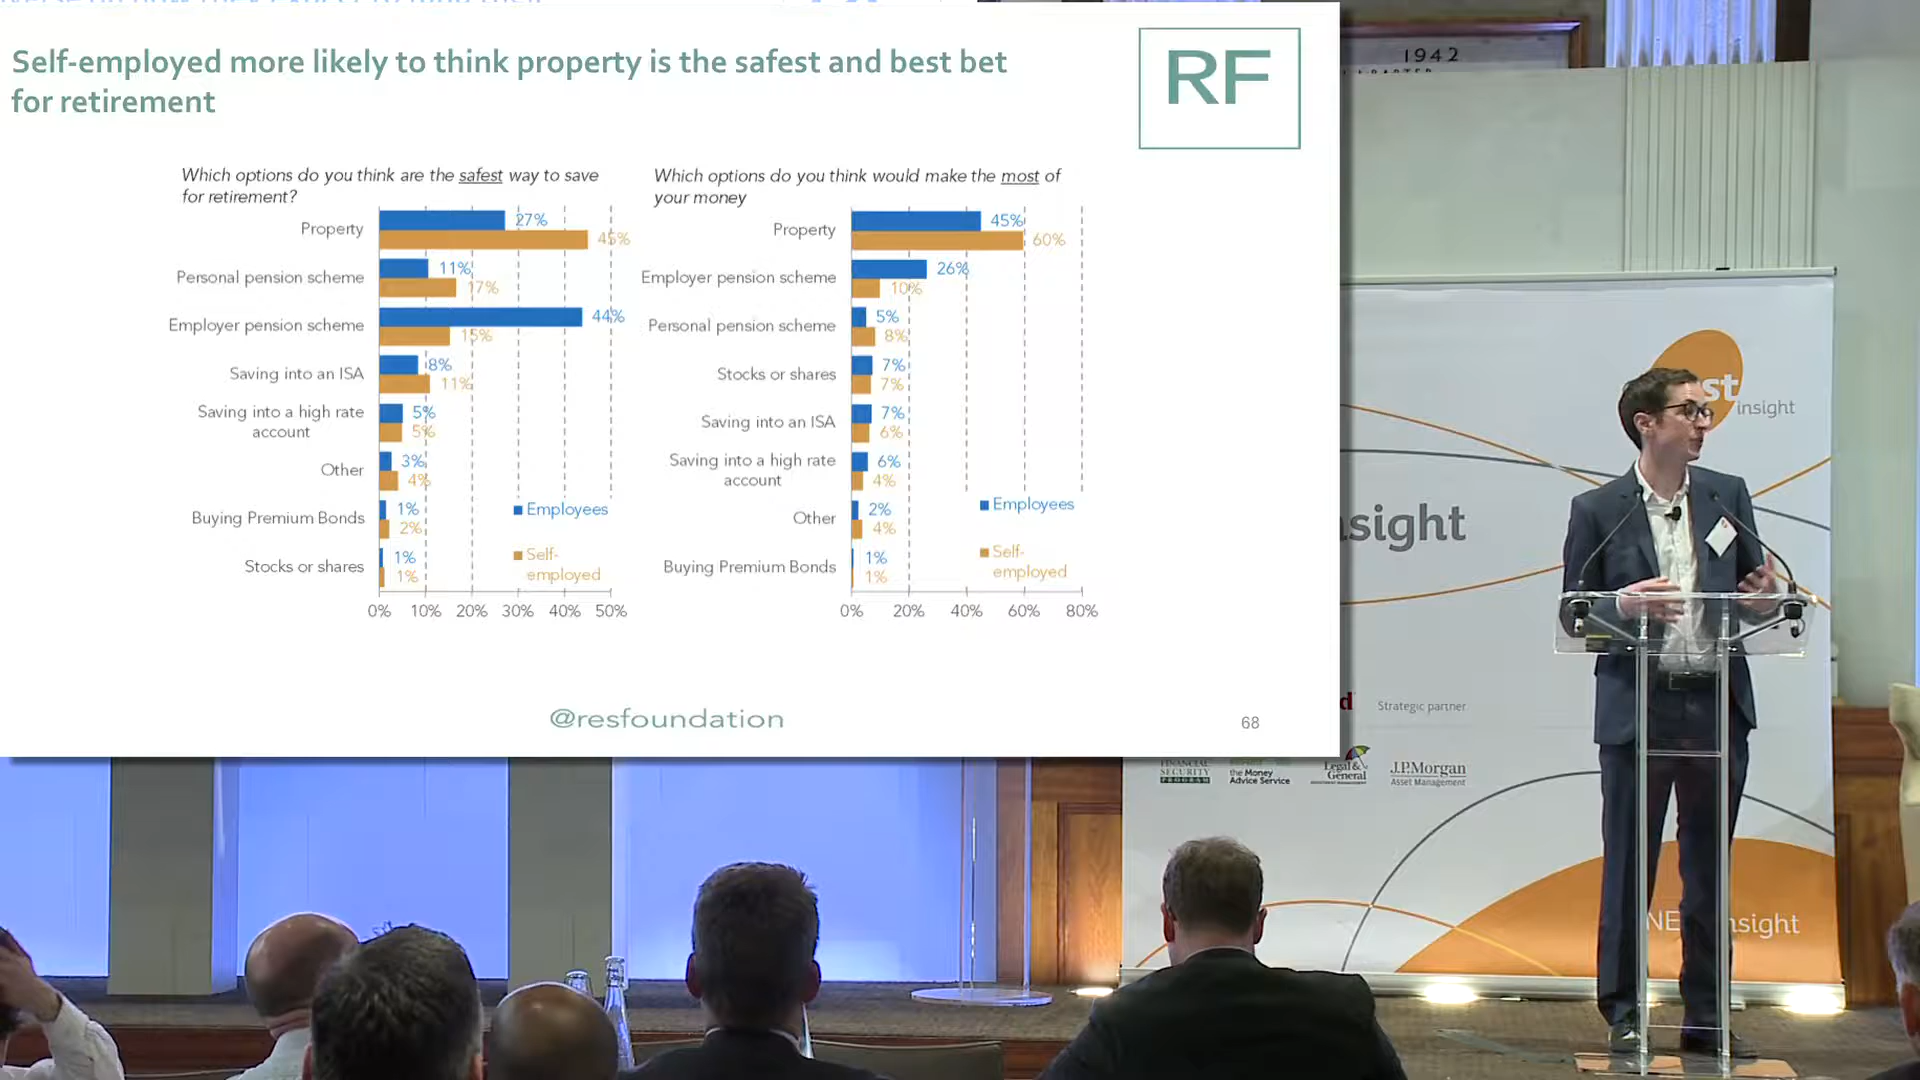 Self-employed more likely to think property is the safest and best bet
for retirement
RF
Which options do you think are the safest way to save
for retirement?
Property
27%
45%
Personal pension scheme
11%
17%
Employer pension scheme
44%
15%
Saving into an ISA
8%
11%
Saving into a high rate
account
5%
5%
Other
3%
4%
Buying Premium Bonds
1%
2%
Stocks or shares
1%
1%
Employees
Self-
employed
0% 10% 20% 30% 40% 50%
Which options do you think would make the most of
your money
Property
45%
60%
Employer pension scheme
26%
10%
Personal pension scheme
5%
8%
Stocks or shares
7%
7%
Saving into an ISA
7%
6%
Saving into a high rate
account
6%
4%
Other
2%
4%
Buying Premium Bonds
1%
1%
Employees
Self-
employed
0% 20% 40% 60% 80%
@resfoundation
68
1942
st
insight
sight
Strategic partner
FINANCIAL
SECURITY
PROGRAM
the Money
Advice Service
Legal &
General
J.P.Morgan
Asset Management
NE
nsight